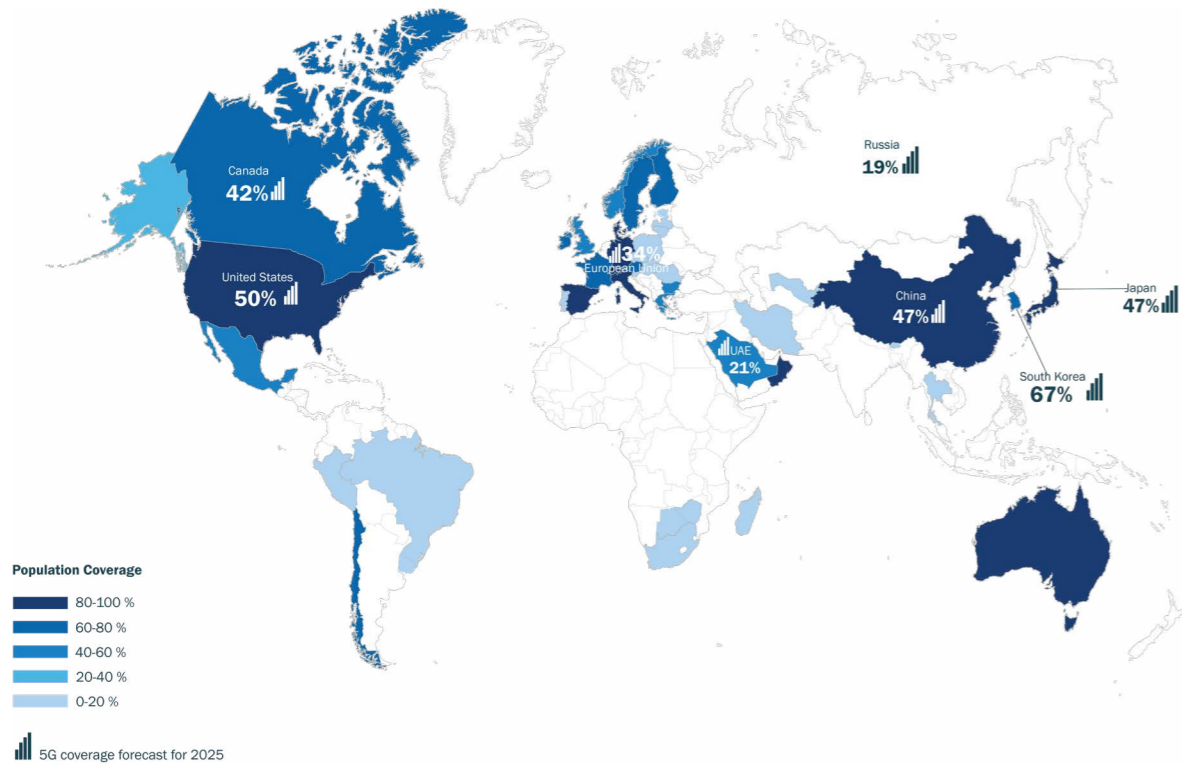 Russia
19%
Canada
42%
34%
European Union
United States
50%
China
47%
Japan
47%
UAE
21%
South Korea
67%
Population Coverage
80-100 %
60-80 %
40-60 %
20-40 %
0-20 %
5G coverage forecast for 2025